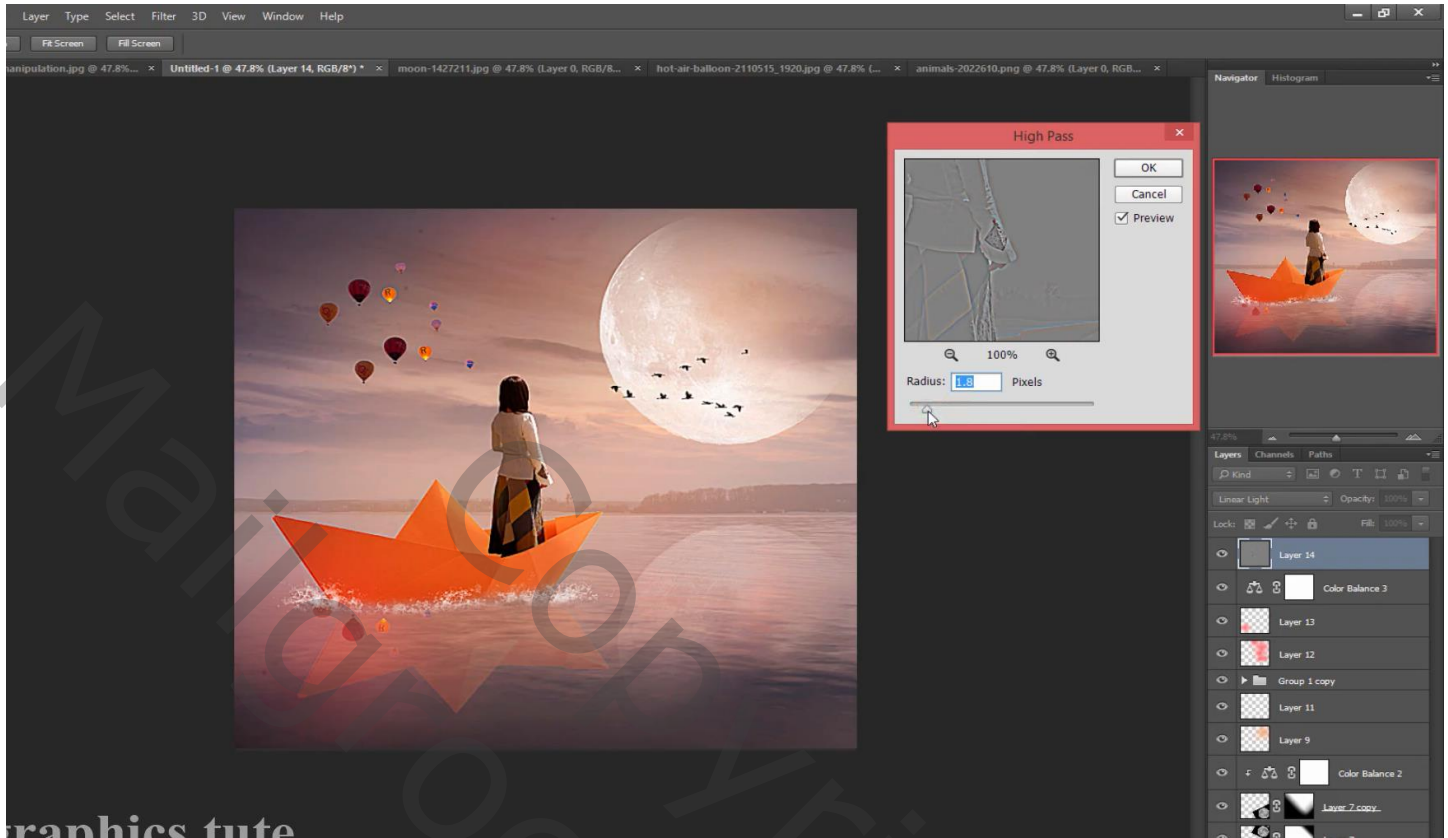 Layer Type Select Filter 3D View Window Help
Fit Screen Fill Screen
anipulation.jpg @ 47.8%... × Untitled-1 @ 47.8% (Layer 14, RGB/8*) * × moon-1427211.jpg @ 47.8% (Layer 0, RGB/8... × hot-air-balloon-2110515_1920.jpg @ 47.8% (... × animals-2022610.png @ 47.8% (Layer 0, RGB... ×
Navigator Histogram
High Pass
OK
Cancel
Preview
100%
Radius: 1.8 Pixels
47.8%
Layers Channels Paths
Kind
Linear Light Opacity: 100%
Lock: Fill: 100%
Layer 14
Color Balance 3
Layer 13
Layer 12
Group 1 copy
Layer 11
Layer 9
Color Balance 2
Layer 7 copy
graphics tute